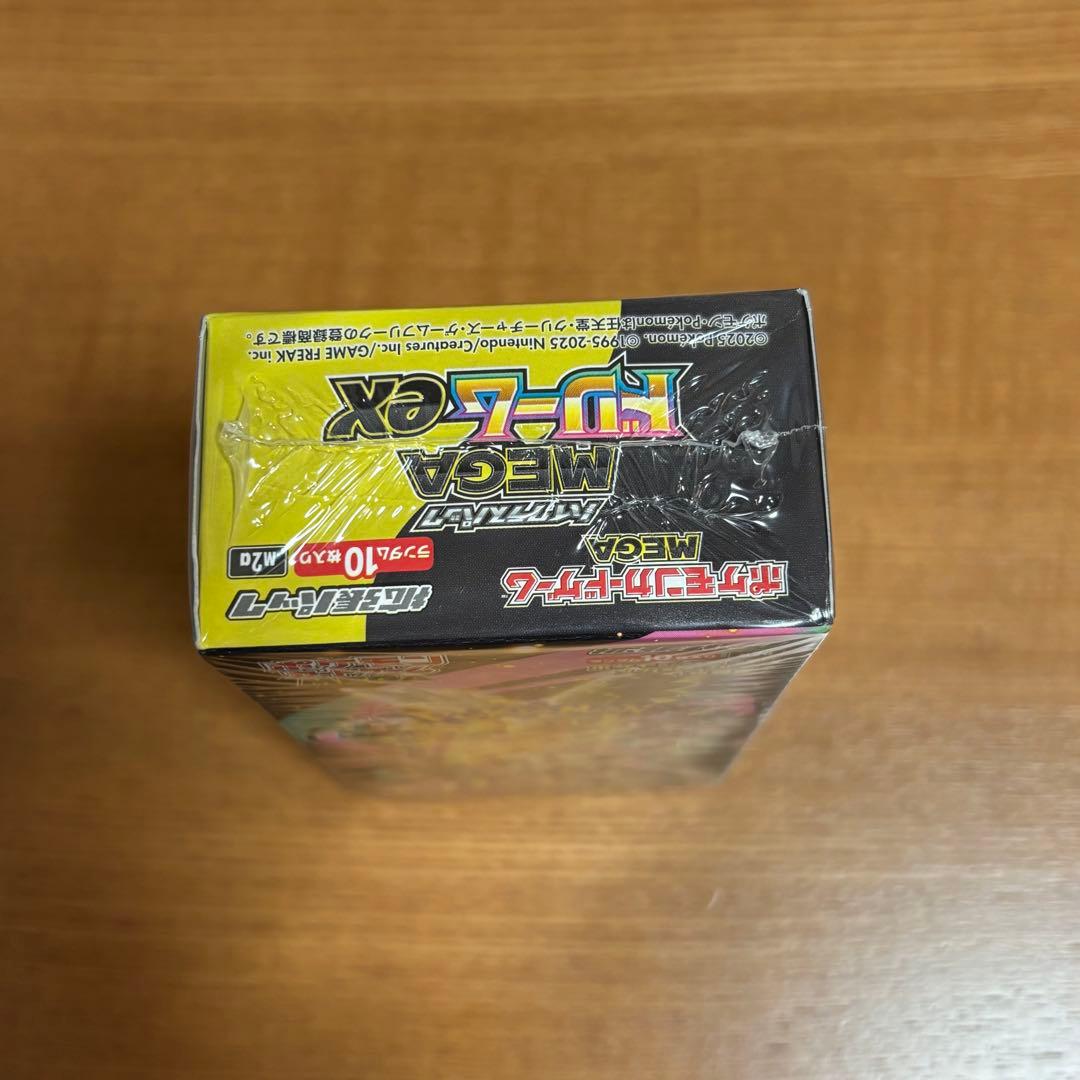 ポケモンカードゲーム
MEGA
拡張パック
ランダム10枚入り
M2a
ハイクラスパック
MEGA
ドリームex
©2025 Pokémon. ©1995-2025 Nintendo/Creatures Inc./GAME FREAK inc.
ポケモン・Pokémonは任天堂・クリーチャーズ・ゲームフリークの登録商標です。